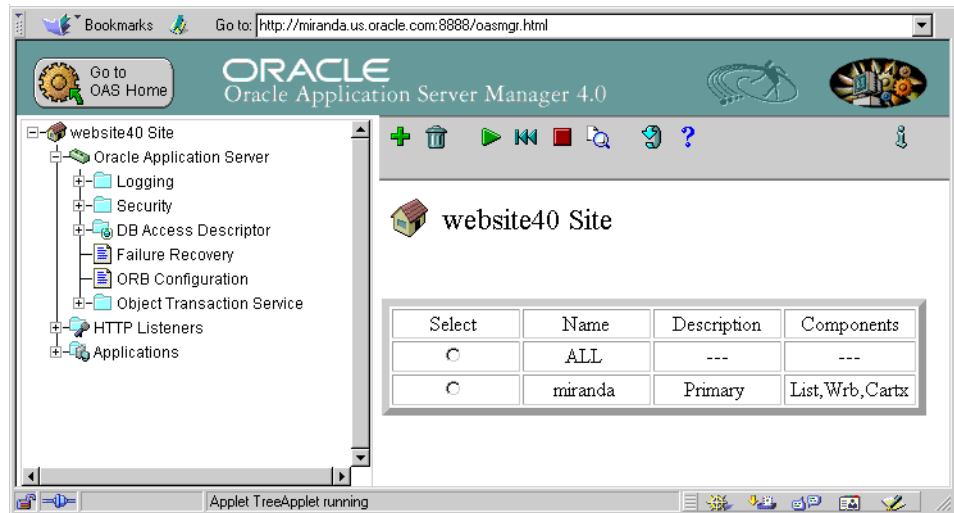 Bookmarks Go to: http://miranda.us.oracle.com:8888/oasmgr.html
Go to
OAS Home
ORACLE
Oracle Application Server Manager 4.0
website40 Site
Oracle Application Server
Logging
Security
DB Access Descriptor
Failure Recovery
ORB Configuration
Object Transaction Service
HTTP Listeners
Applications
website40 Site
Select Name Description Components
ALL --- ---
miranda Primary List,Wrb,Cartx
Applet TreeApplet running